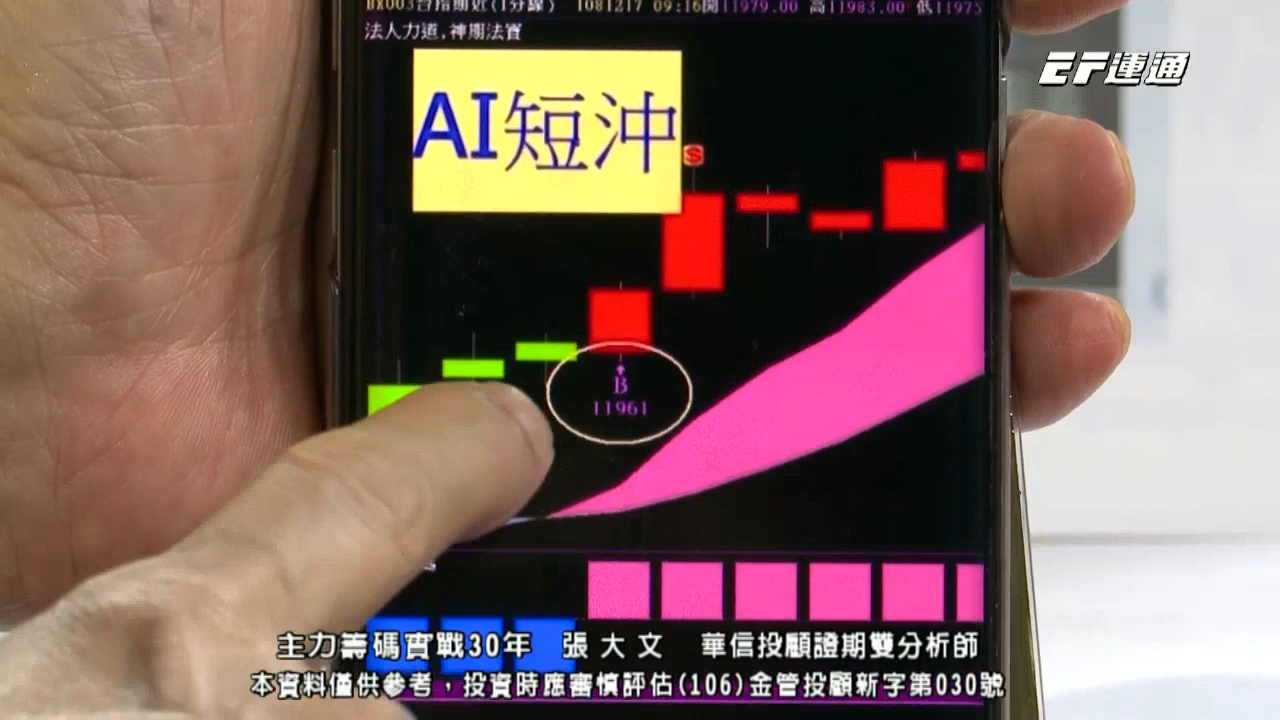 BX003台指期近(1分線) 1081217 09:16開11979.00 高11983.00 低11975
法人力道,神期法寶
EF運通
AI短沖
S
B
11961
主力籌碼實戰30年 張大文 華信投顧證期雙分析師
本資料僅供參考，投資時應審慎評估(106)金管投顧新字第030號